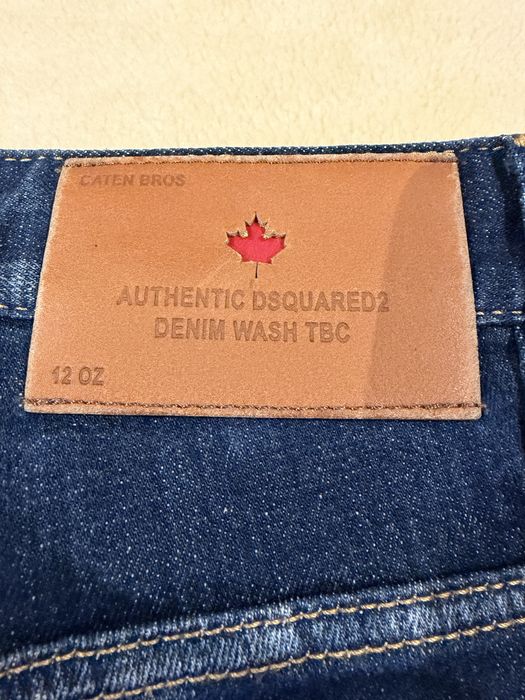 CATEN BROS
AUTHENTIC DSQUARED2
DENIM WASH TBC
12 OZ